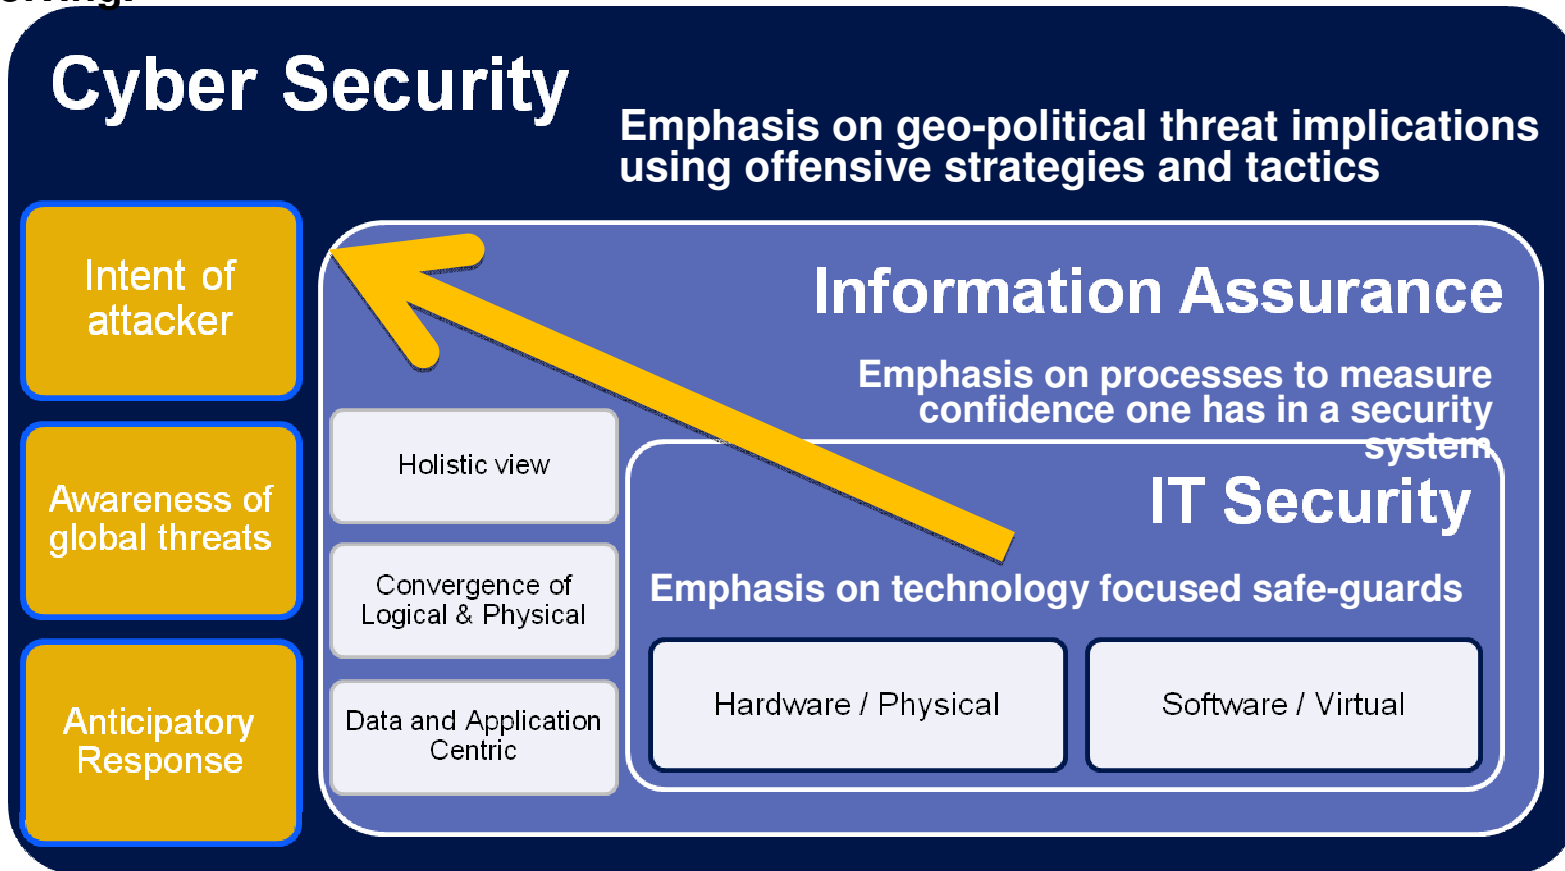 Cyber Security
Emphasis on geo-political threat implications
using offensive strategies and tactics
Intent of
attacker
Awareness of
global threats
Anticipatory
Response
Information Assurance
Emphasis on processes to measure
confidence one has in a security
system
Holistic view
Convergence of
Logical & Physical
Data and Application
Centric
IT Security
Emphasis on technology focused safe-guards
Hardware / Physical
Software / Virtual